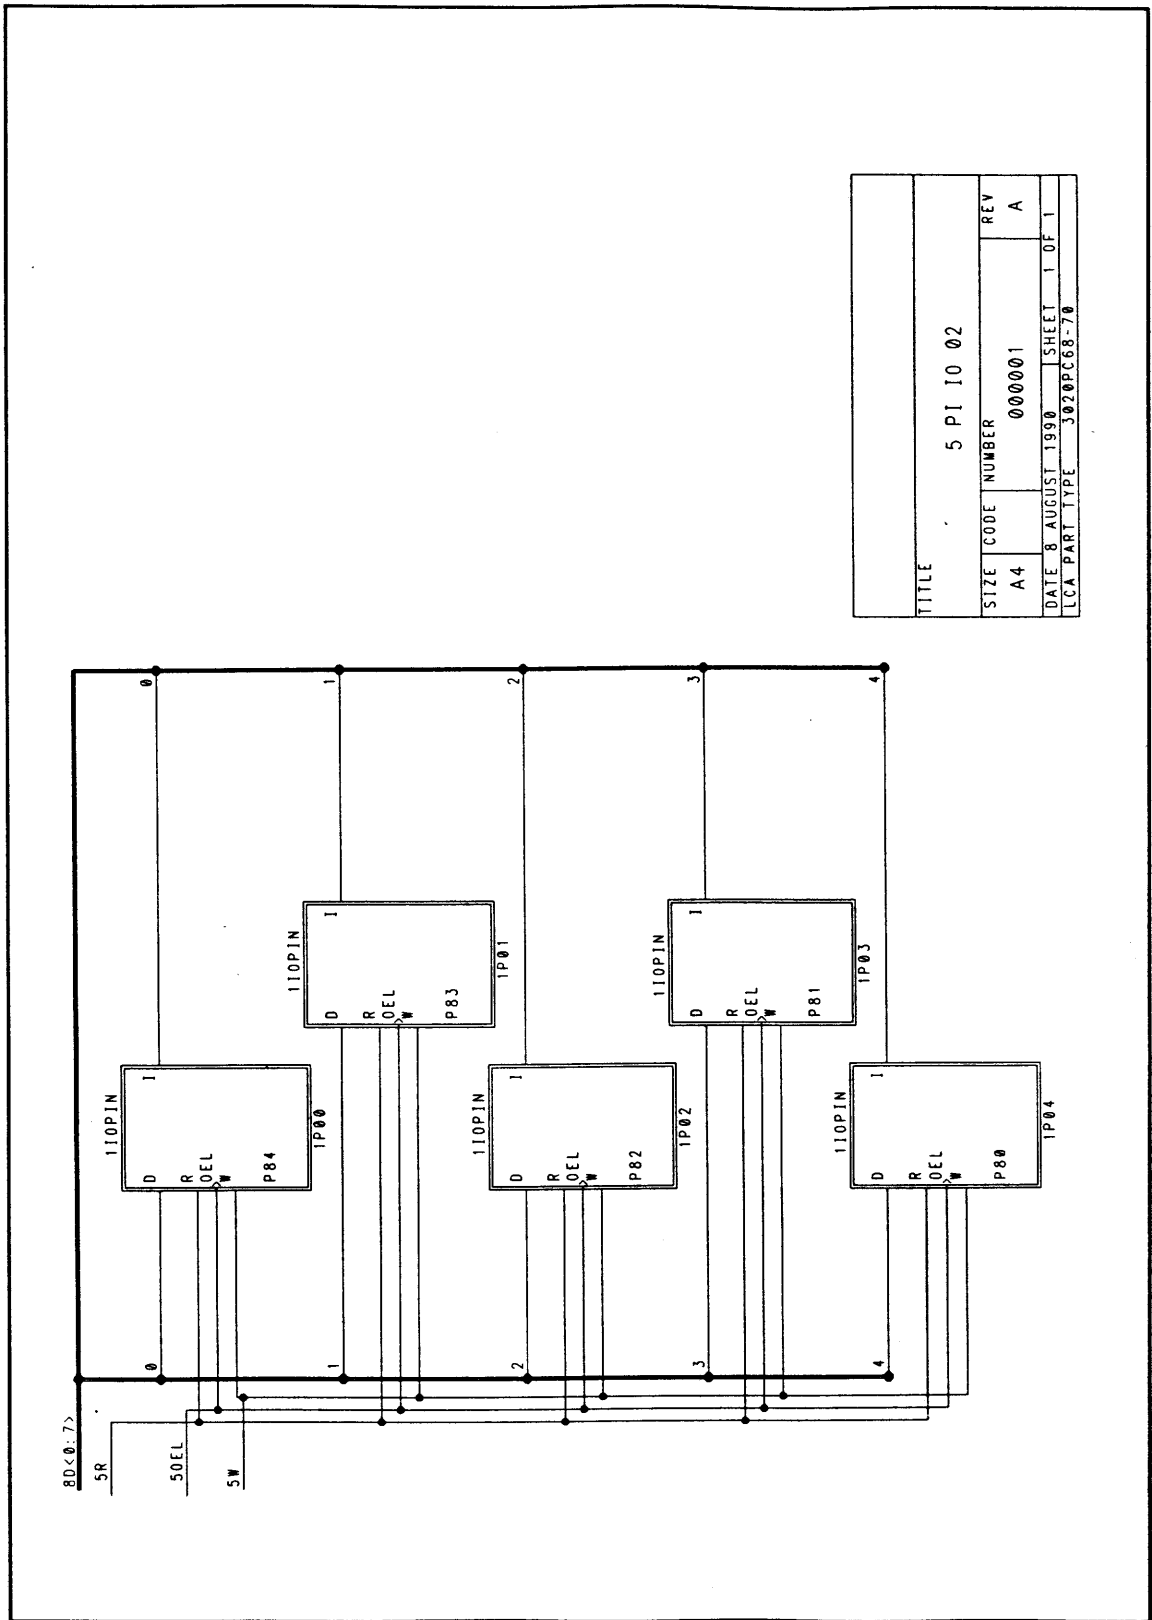 8D<0:7>
5R
5OEL
5W
0
1
2
3
4
1IOPIN
D
I
R
OEL
W
P84
1P00
1IOPIN
D
I
R
OEL
W
P83
1P01
1IOPIN
D
I
R
OEL
W
P82
1P02
1IOPIN
D
I
R
OEL
W
P81
1P03
1IOPIN
D
I
R
OEL
W
P80
1P04
0
1
2
3
4
TITLE
5 PI IO 02
SIZE CODE NUMBER REV
A4 000001 A
DATE 8 AUGUST 1990 SHEET 1 OF 1
LCA PART TYPE 3020PC68-70